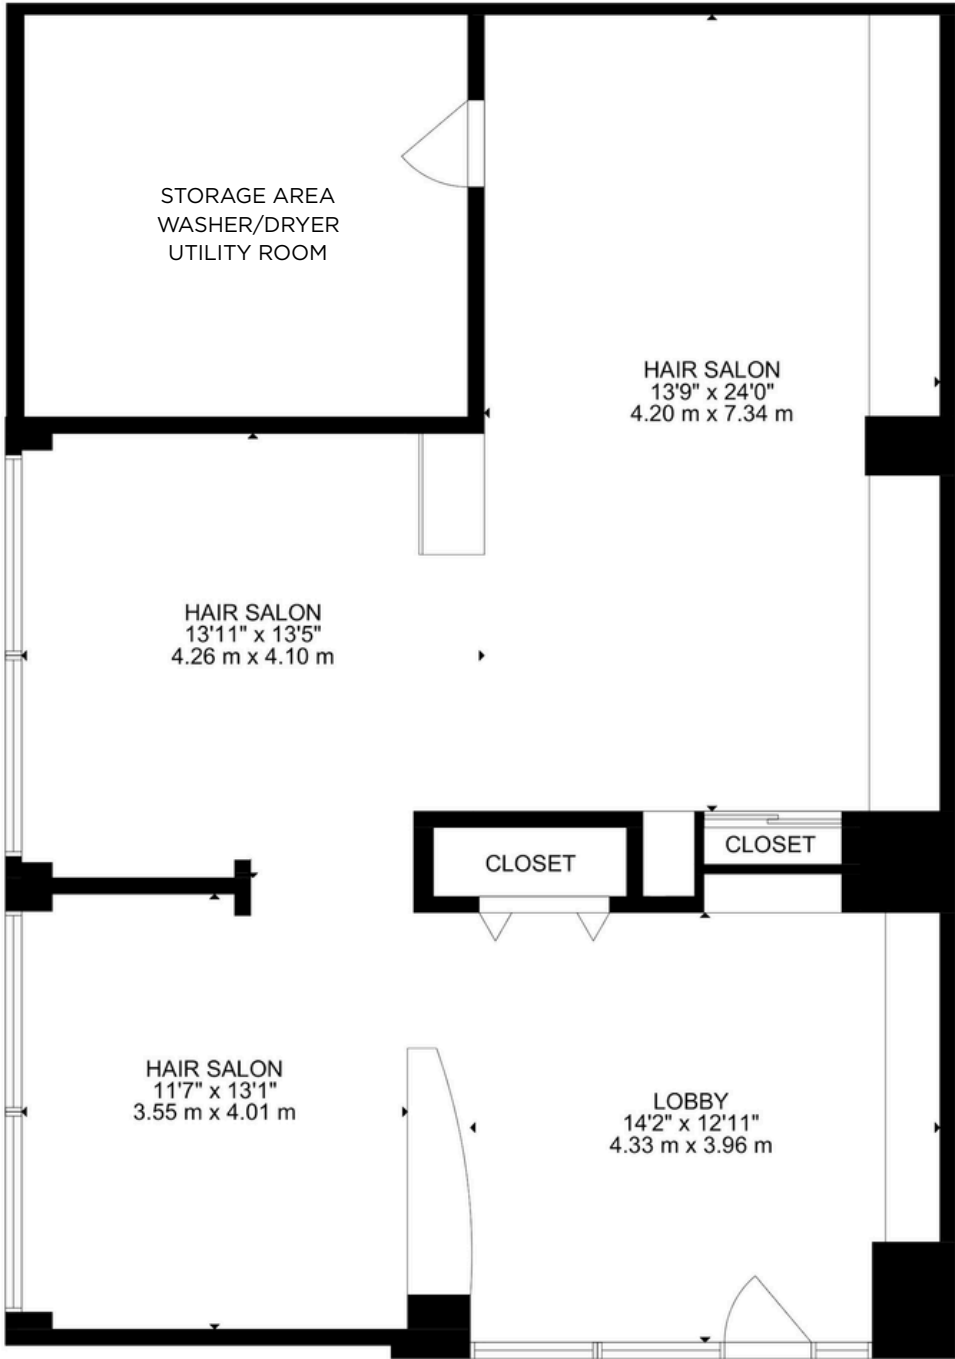 STORAGE AREA
WASHER/DRYER
UTILITY ROOM
HAIR SALON
13'9" x 24'0"
4.20 m x 7.34 m
HAIR SALON
13'11" x 13'5"
4.26 m x 4.10 m
CLOSET
CLOSET
HAIR SALON
11'7" x 13'1"
3.55 m x 4.01 m
LOBBY
14'2" x 12'11"
4.33 m x 3.96 m